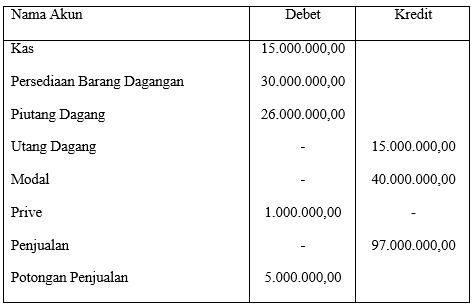 Nama Akun Debet Kredit
Kas 15.000.000,00
Persediaan Barang Dagangan 30.000.000,00
Piutang Dagang 26.000.000,00
Utang Dagang - 15.000.000,00
Modal - 40.000.000,00
Prive 1.000.000,00 -
Penjualan - 97.000.000,00
Potongan Penjualan 5.000.000,00